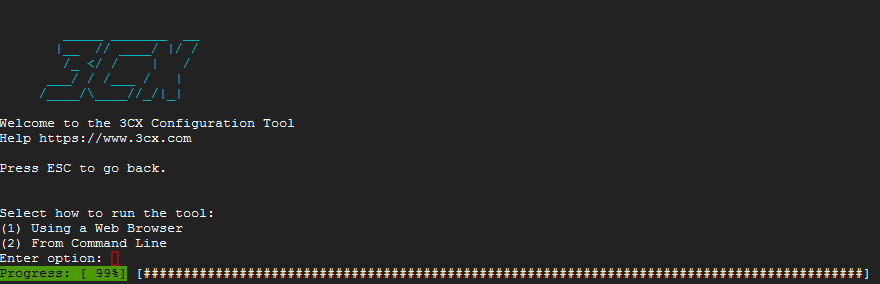 3CX
Welcome to the 3CX Configuration Tool
Help https://www.3cx.com
Press ESC to go back.
Select how to run the tool:
(1) Using a Web Browser
(2) From Command Line
Enter option:
Progress: [ 99%] [##########################################################################################]